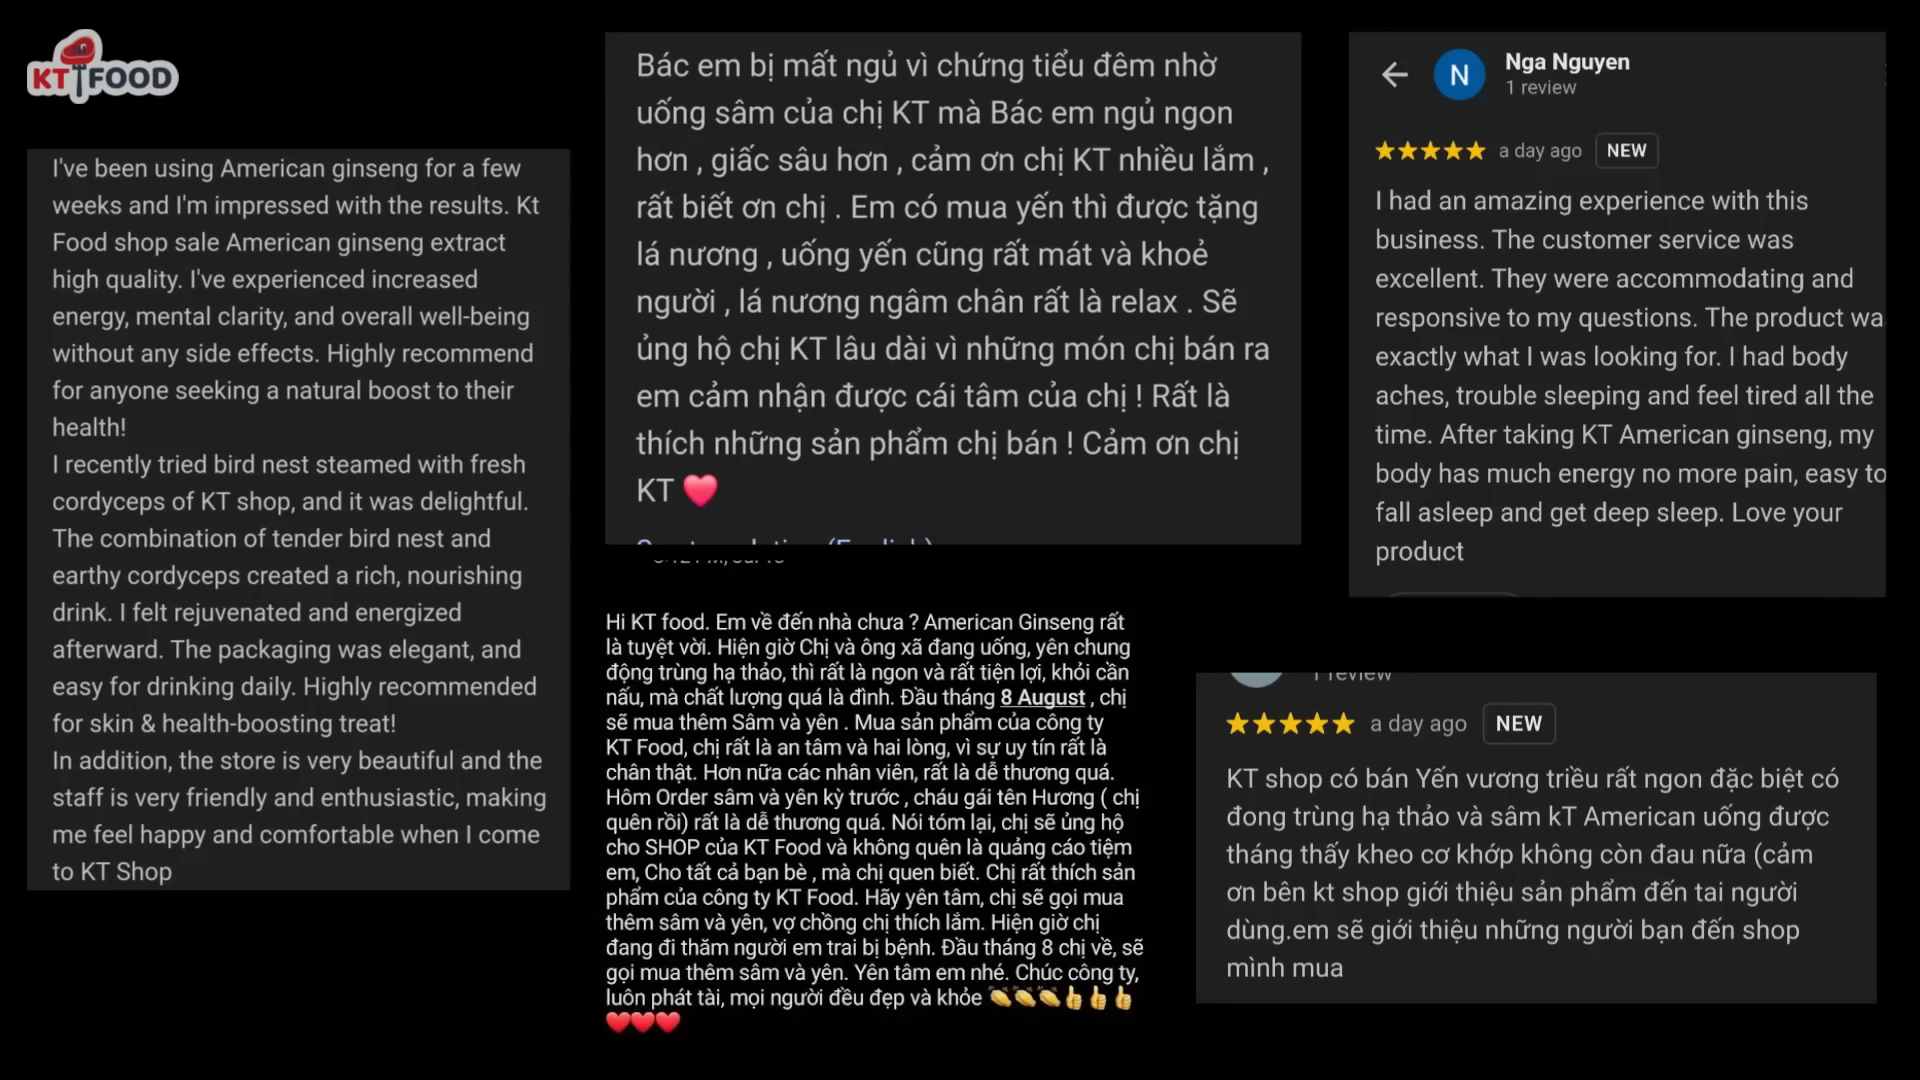 KT FOOD
I've been using American ginseng for a few
weeks and I'm impressed with the results. Kt
Food shop sale American ginseng extract
high quality. I've experienced increased
energy, mental clarity, and overall well-being
without any side effects. Highly recommend
for anyone seeking a natural boost to their
health!
I recently tried bird nest steamed with fresh
cordyceps of KT shop, and it was delightful.
The combination of tender bird nest and
earthy cordyceps created a rich, nourishing
drink. I felt rejuvenated and energized
afterward. The packaging was elegant, and
easy for drinking daily. Highly recommended
for skin & health-boosting treat!
In addition, the store is very beautiful and the
staff is very friendly and enthusiastic, making
me feel happy and comfortable when I come
to KT Shop
Bác em bị mất ngủ vì chứng tiểu đêm nhờ
uống sâm của chị KT mà Bác em ngủ ngon
hơn , giấc sâu hơn , cảm ơn chị KT nhiều lắm ,
rất biết ơn chị . Em có mua yến thì được tặng
lá nương , uống yến cũng rất mát và khoẻ
người , lá nương ngâm chân rất là relax . Sẽ
ủng hộ chị KT lâu dài vì những món chị bán ra
em cảm nhận được cái tâm của chị ! Rất là
thích những sản phẩm chị bán ! Cảm ơn chị
KT ❤️
Hi KT food. Em về đến nhà chưa ? American Ginseng rất
là tuyệt vời. Hiện giờ Chị và ông xã đang uống, yên chung
động trùng hạ thảo, thì rất là ngon và rất tiện lợi, khỏi cần
nấu, mà chất lượng quá là đình. Đầu tháng 8 August , chị
sẽ mua thêm Sâm và yên . Mua sản phẩm của công ty
KT Food, chị rất là an tâm và hai lòng, vì sự uy tín rất là
chân thật. Hơn nữa các nhân viên, rất là dễ thương quá.
Hôm Order sâm và yên kỳ trước , cháu gái tên Hương ( chị
quên rồi) rất là dễ thương quá. Nói tóm lại, chị sẽ ủng hộ
cho SHOP của KT Food và không quên là quảng cáo tiệm
em, Cho tất cả bạn bè , mà chị quen biết. Chị rất thích sản
phẩm của công ty KT Food. Hãy yên tâm, chị sẽ gọi mua
thêm sâm và yên, vợ chồng chị thích lắm. Hiện giờ chị
đang đi thăm người em trai bị bệnh. Đầu tháng 8 chị về, sẽ
gọi mua thêm sâm và yên. Yên tâm em nhé. Chúc công ty,
luôn phát tài, mọi người đều đẹp và khỏe 👏👏👏👍👍👍
❤️❤️❤️
N
Nga Nguyen
1 review
★★★★★ a day ago NEW
I had an amazing experience with this
business. The customer service was
excellent. They were accommodating and
responsive to my questions. The product wa
exactly what I was looking for. I had body
aches, trouble sleeping and feel tired all the
time. After taking KT American ginseng, my
body has much energy no more pain, easy to
fall asleep and get deep sleep. Love your
product
1 review
★★★★★ a day ago NEW
KT shop có bán Yến vương triều rất ngon đặc biệt có
đong trùng hạ thảo và sâm kT American uống được
tháng thấy kheo cơ khớp không còn đau nữa (cảm
ơn bên kt shop giới thiệu sản phẩm đến tai người
dùng.em sẽ giới thiệu những người bạn đến shop
mình mua